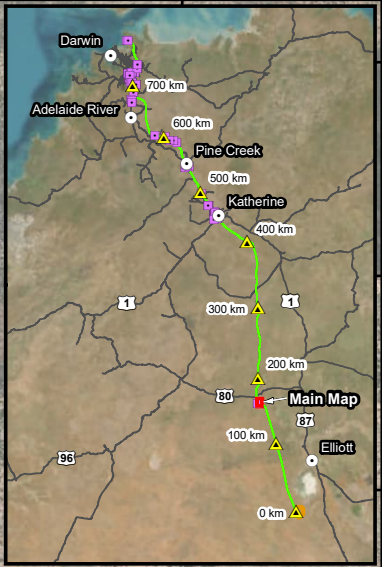 Darwin
700 km
Adelaide River
600 km
Pine Creek
500 km
Katherine
400 km
1
300 km
1
200 km
80
Main Map
87
100 km
Elliott
96
0 km